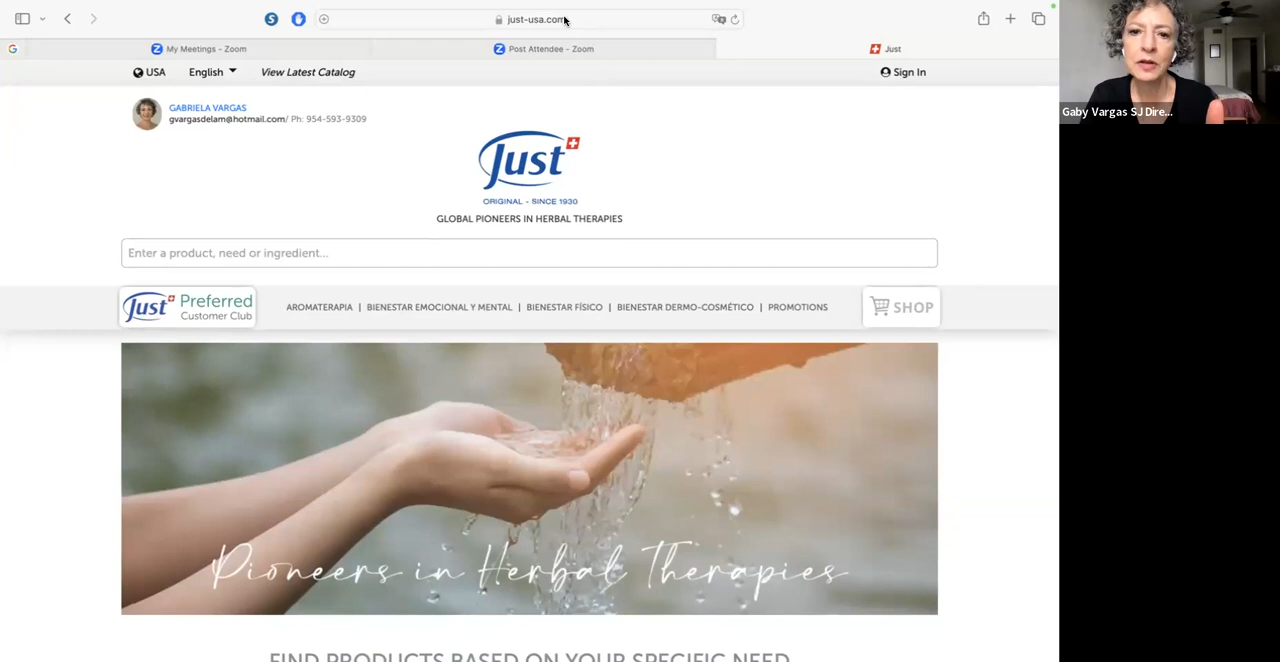 just-usa.com
My Meetings - Zoom
Post Attendee - Zoom
Just
USA English View Latest Catalog Sign In
GABRIELA VARGAS
gvargasdelam@hotmail.com/ Ph: 954-593-9309
Just
ORIGINAL - SINCE 1930
GLOBAL PIONEERS IN HERBAL THERAPIES
Enter a product, need or ingredient...
Just Preferred
Customer Club
AROMATERAPIA | BIENESTAR EMOCIONAL Y MENTAL | BIENESTAR FÍSICO | BIENESTAR DERMO-COSMÉTICO | PROMOTIONS
SHOP
Pioneers in Herbal Therapies
FIND PRODUCTS BASED ON YOUR SPECIFIC NEED
Gaby Vargas SJ Dire...